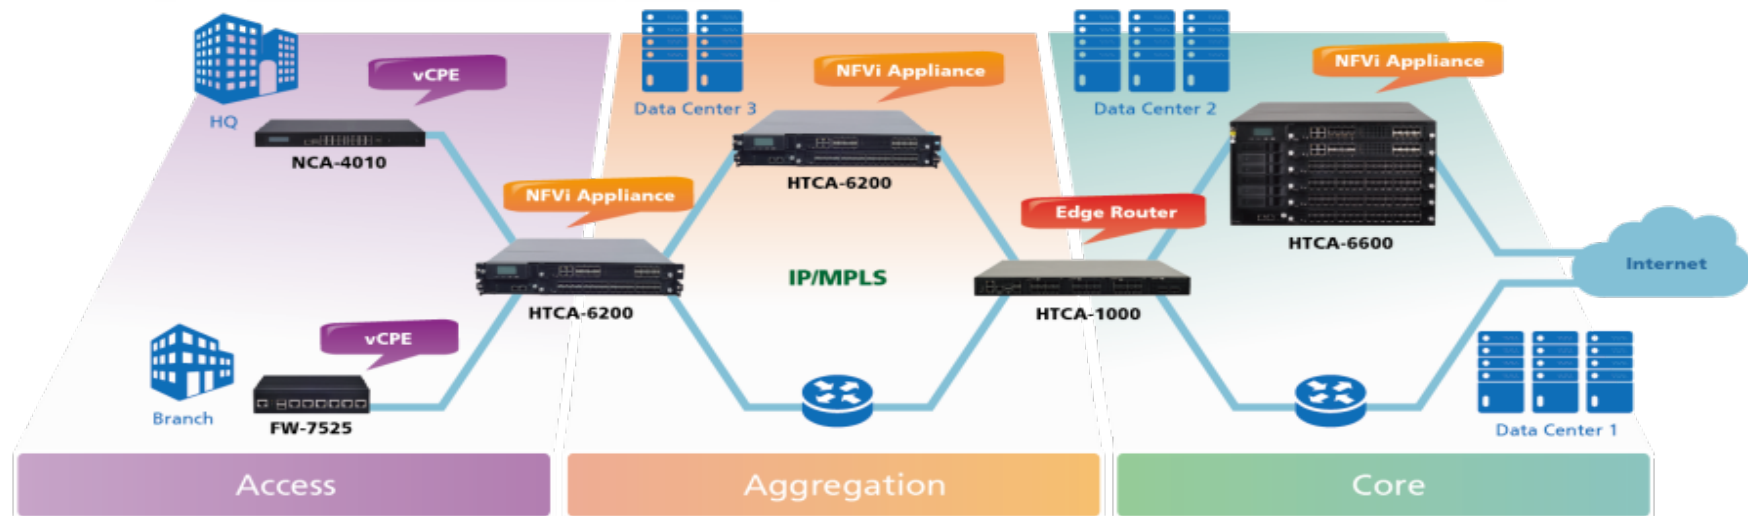 HQ
vCPE
NCA-4010
NFVi Appliance
HTCA-6200
vCPE
Branch
FW-7525
Data Center 3
NFVi Appliance
HTCA-6200
IP/MPLS
Edge Router
HTCA-1000
Data Center 2
NFVi Appliance
HTCA-6600
Internet
Data Center 1
Access
Aggregation
Core